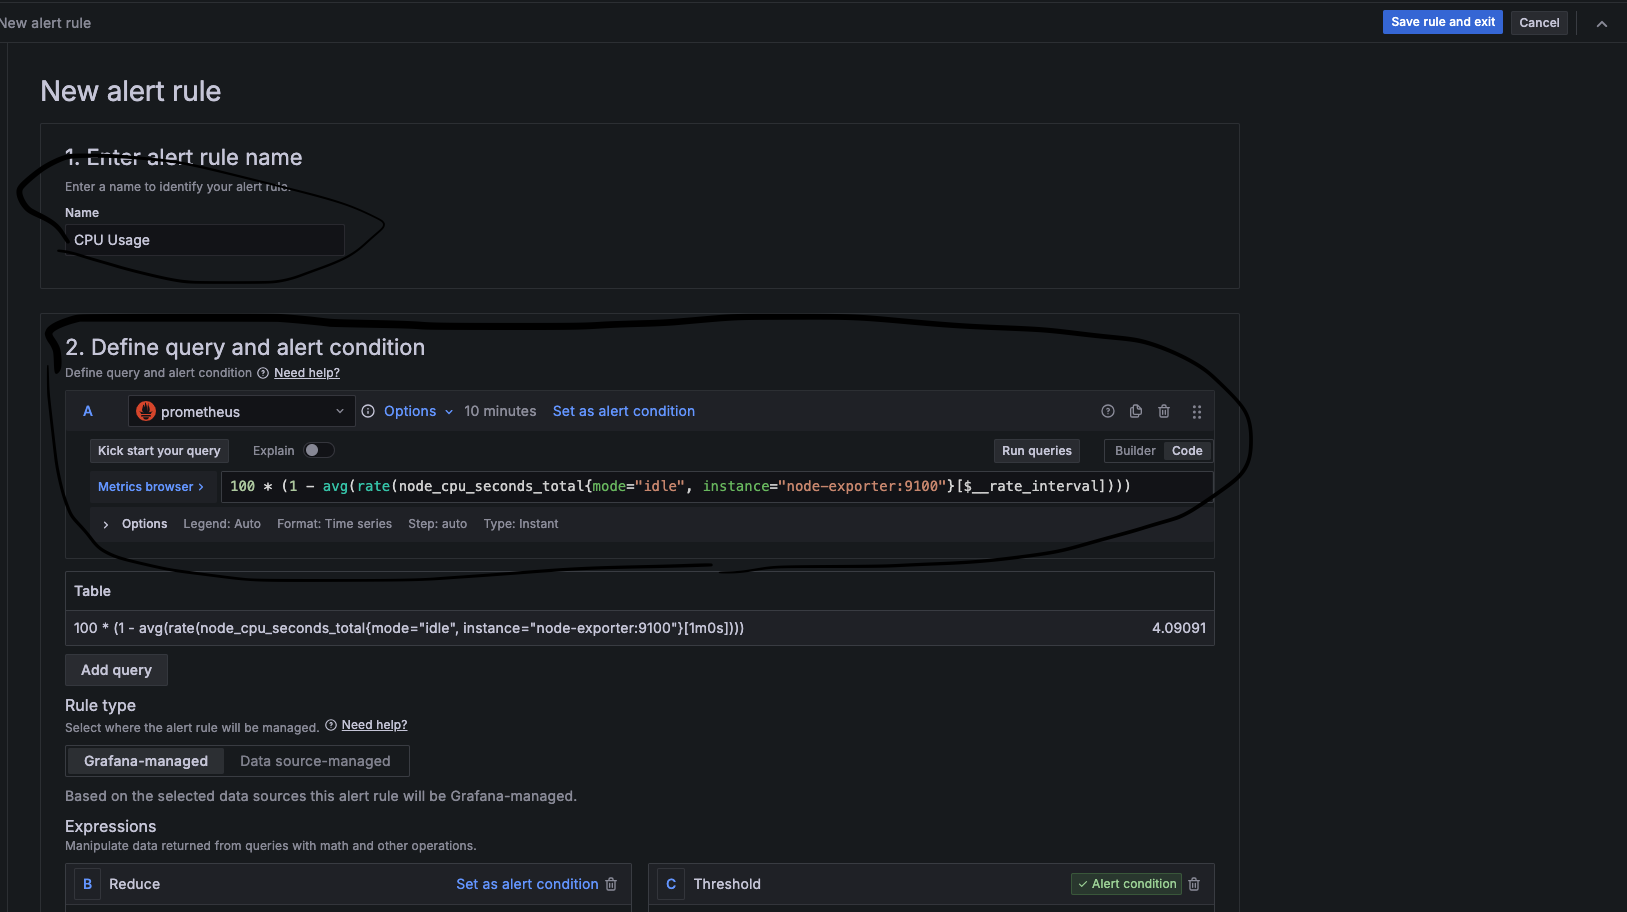 New alert rule
Save rule and exit
Cancel
New alert rule
1. Enter alert rule name
Enter a name to identify your alert rule.
Name
CPU Usage
2. Define query and alert condition
Define query and alert condition Need help?
A prometheus Options 10 minutes Set as alert condition
Kick start your query Explain Run queries Builder Code
Metrics browser > 100 * (1 - avg(rate(node_cpu_seconds_total{mode="idle", instance="node-exporter:9100"}[$__rate_interval])))
Options Legend: Auto Format: Time series Step: auto Type: Instant
Table
100 * (1 - avg(rate(node_cpu_seconds_total{mode="idle", instance="node-exporter:9100"}[1m0s]))) 4.09091
Add query
Rule type
Select where the alert rule will be managed. Need help?
Grafana-managed Data source-managed
Based on the selected data sources this alert rule will be Grafana-managed.
Expressions
Manipulate data returned from queries with math and other operations.
B Reduce Set as alert condition
C Threshold Alert condition